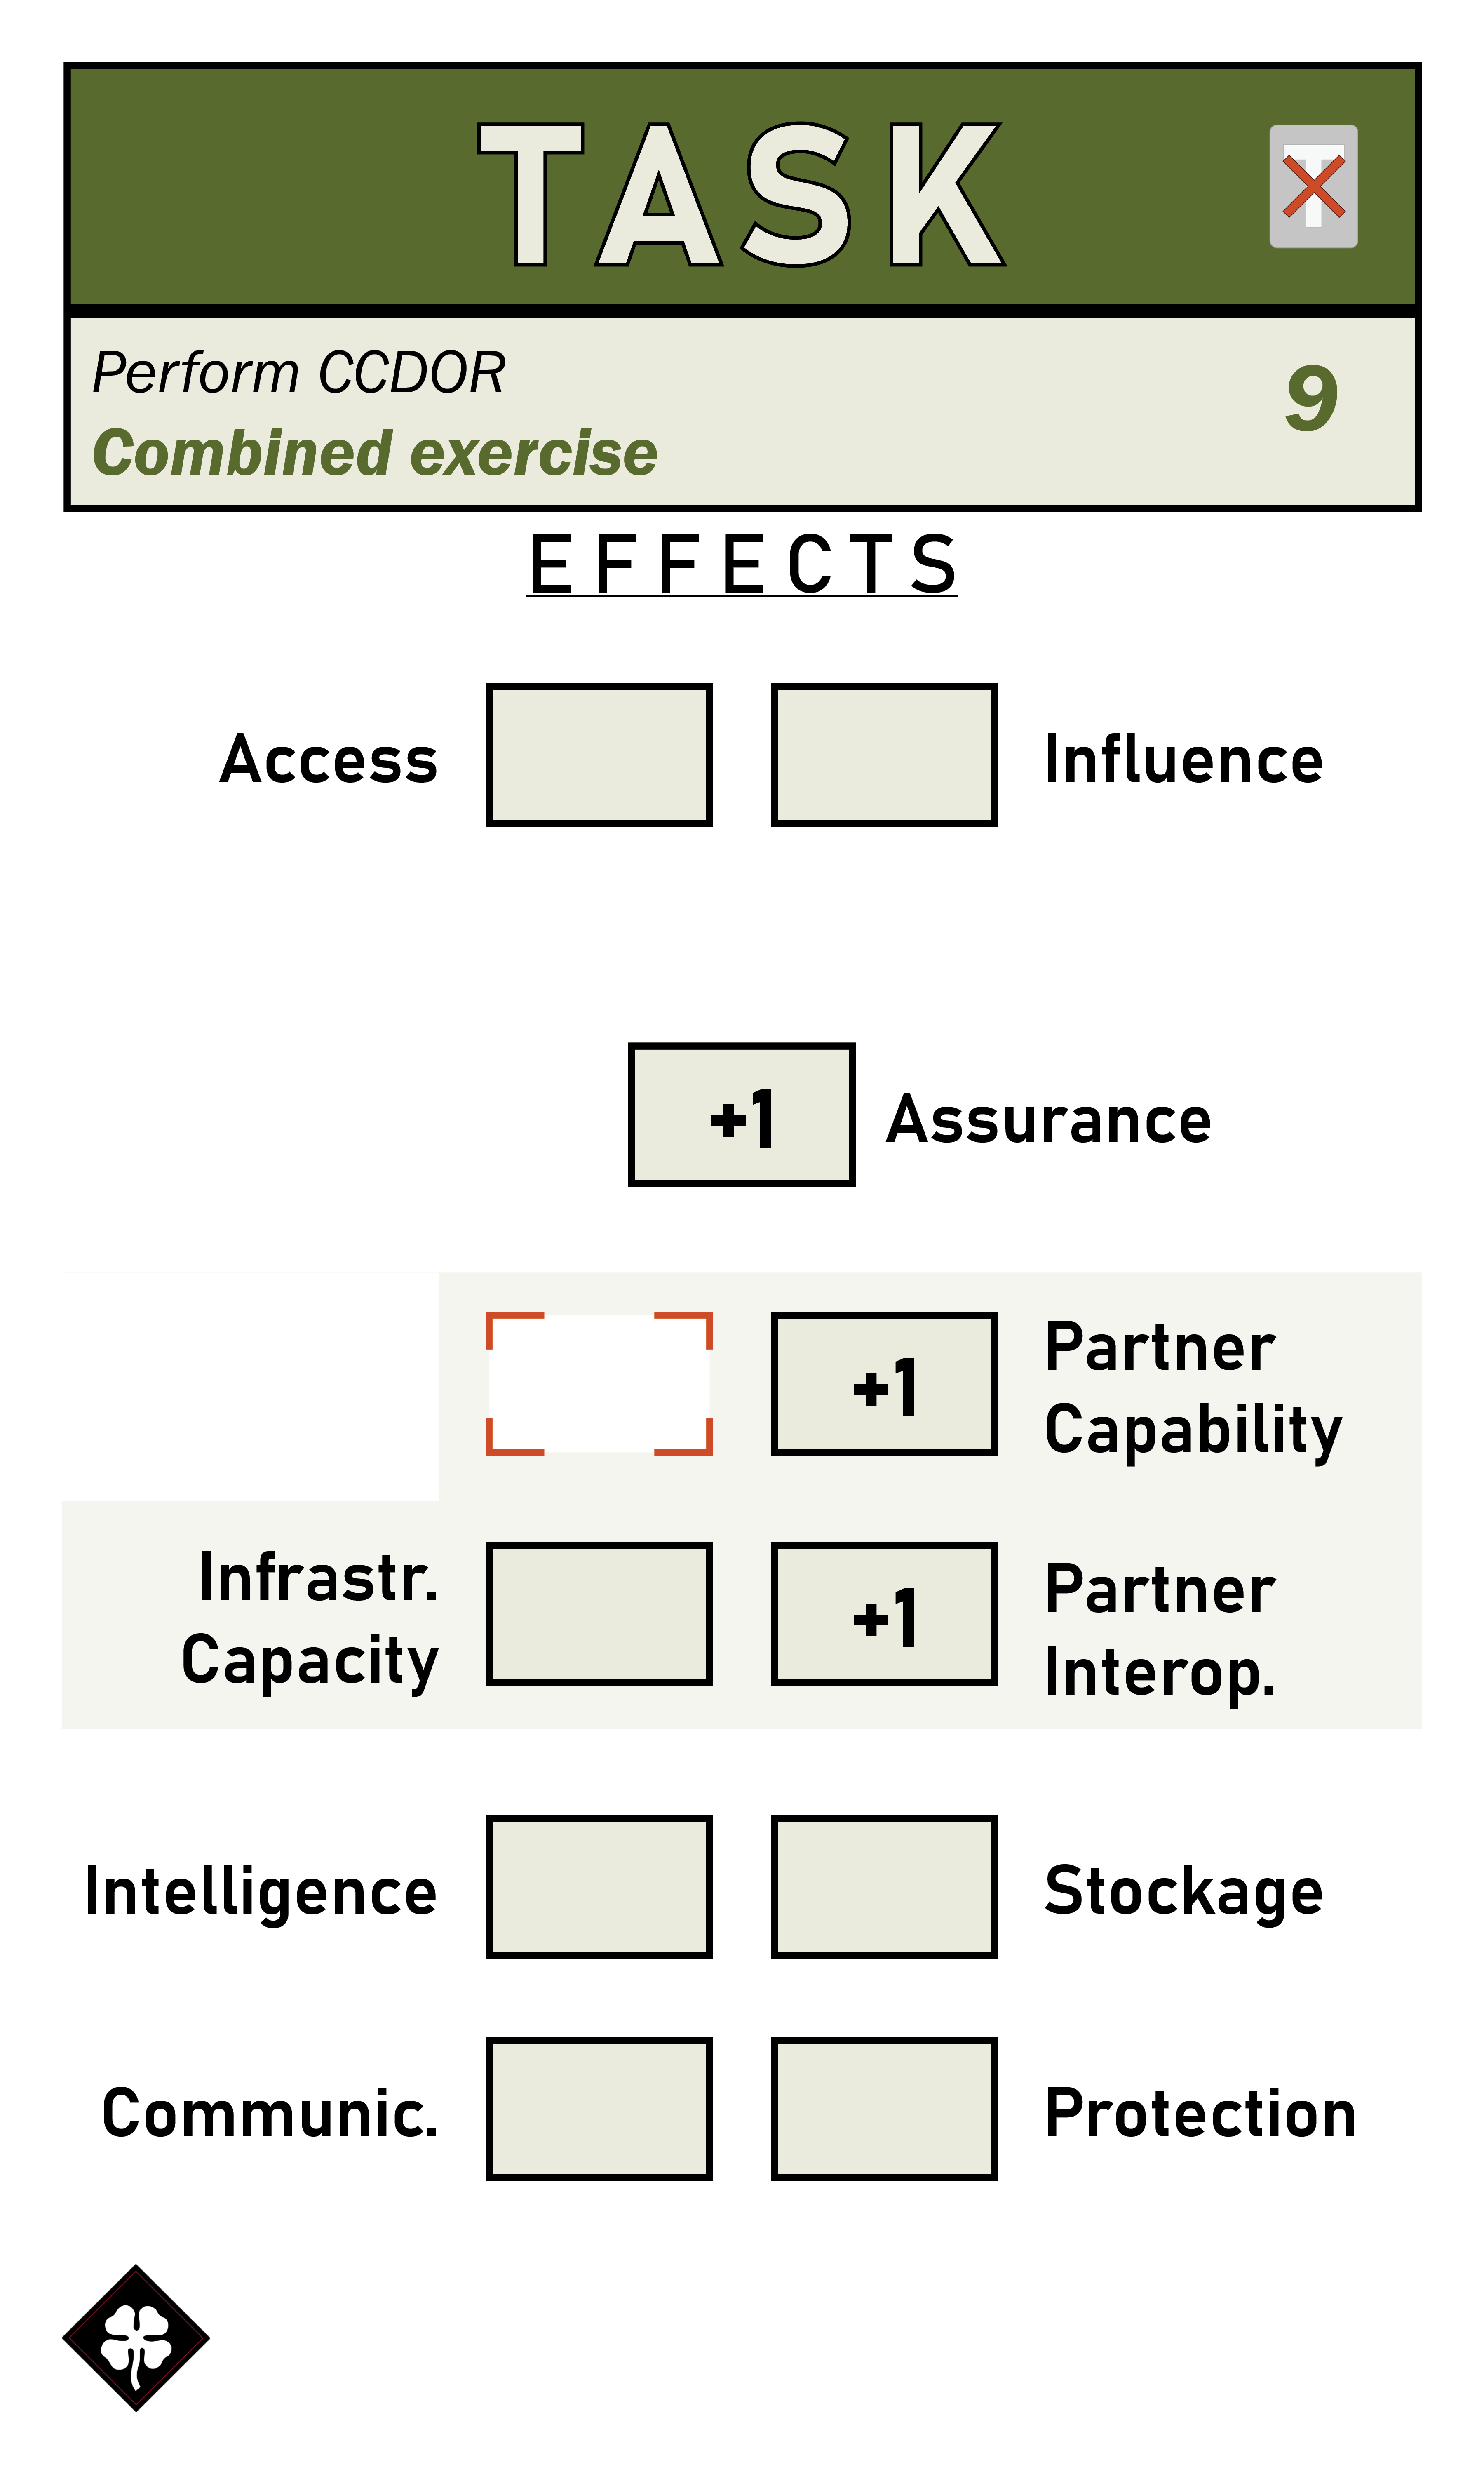 TASK
T
Perform CCDOR
9
Combined exercise
EFFECTS
Access
Influence
+1 Assurance
+1
Partner
Capability
Infrastr.
Capacity
+1
Partner
Interop.
Intelligence
Stockage
Communic.
Protection